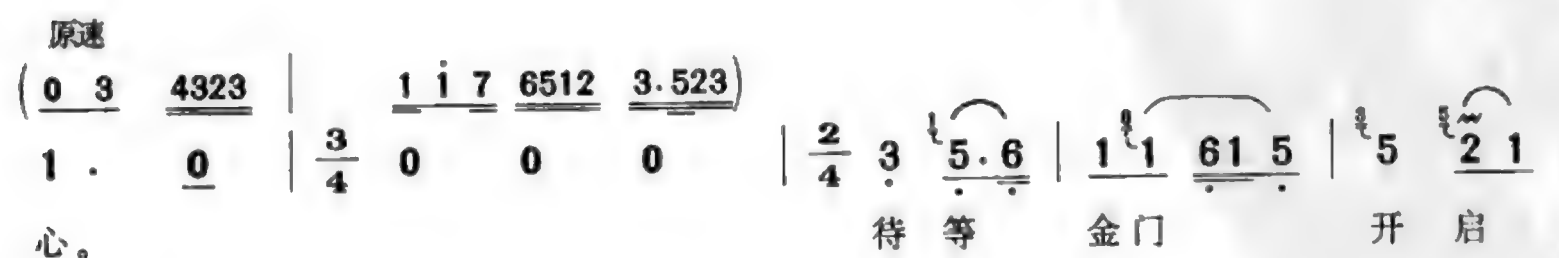 原速
(0 3 4323 | 1 i 7 6512 3.523)
1. 0 | 3/4 0 0 0 | 2/4 3 5.6 | 1 1 61 5 | 5 2 1
心。 待 等 金 门 开 启